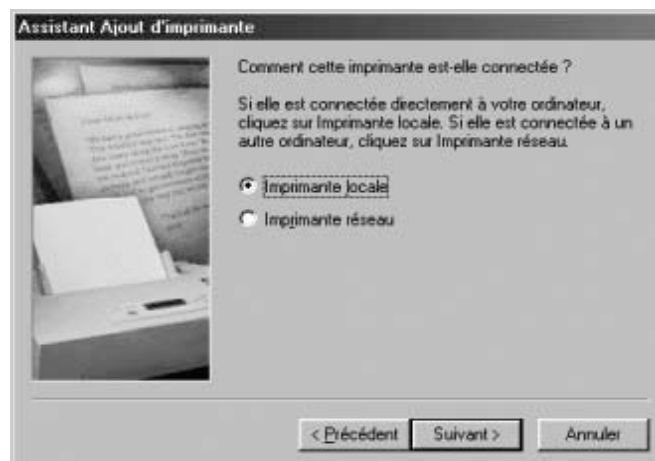 Assistant Ajout d'imprimante
Comment cette imprimante est-elle connectée ?
Si elle est connectée directement à votre ordinateur,
cliquez sur Imprimante locale. Si elle est connectée à un
autre ordinateur, cliquez sur Imprimante réseau.
Imprimante locale
Imprimante réseau
< Précédent
Suivant >
Annuler